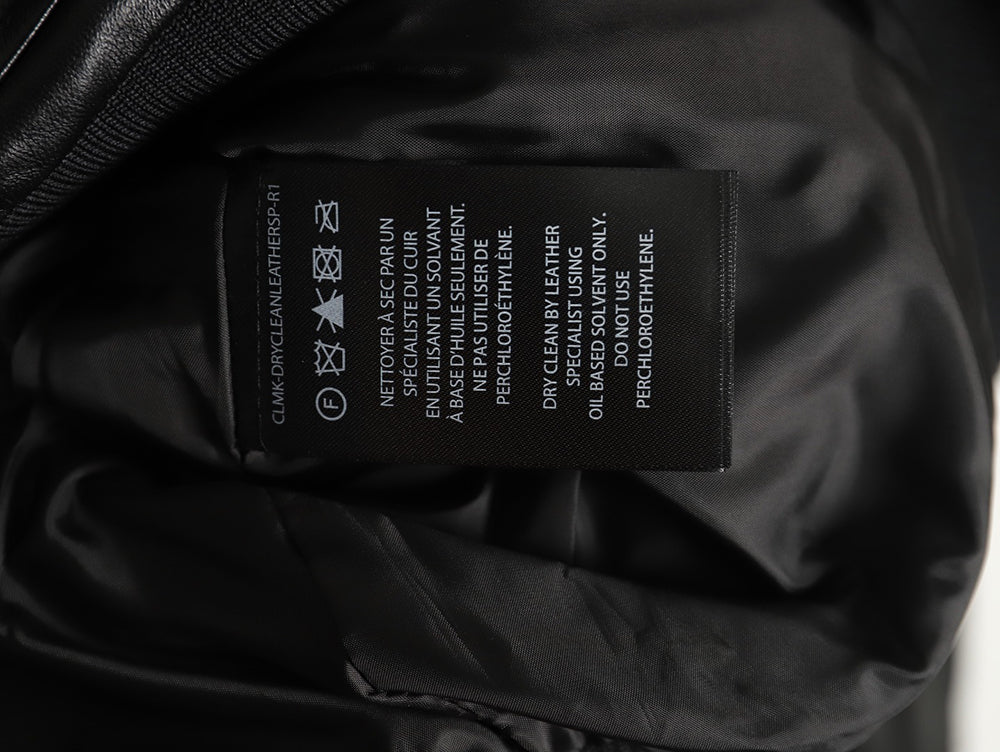 CLMK-DRYCLEANLEATHERSP-R1
F
NETTOYER À SEC PAR UN
SPÉCIALISTE DU CUIR
EN UTILISANT UN SOLVANT
À BASE D'HUILE SEULEMENT.
NE PAS UTILISER DE
PERCHLOROÉTHYLÈNE.
DRY CLEAN BY LEATHER
SPECIALIST USING
OIL BASED SOLVENT ONLY.
DO NOT USE
PERCHLOROETHYLENE.